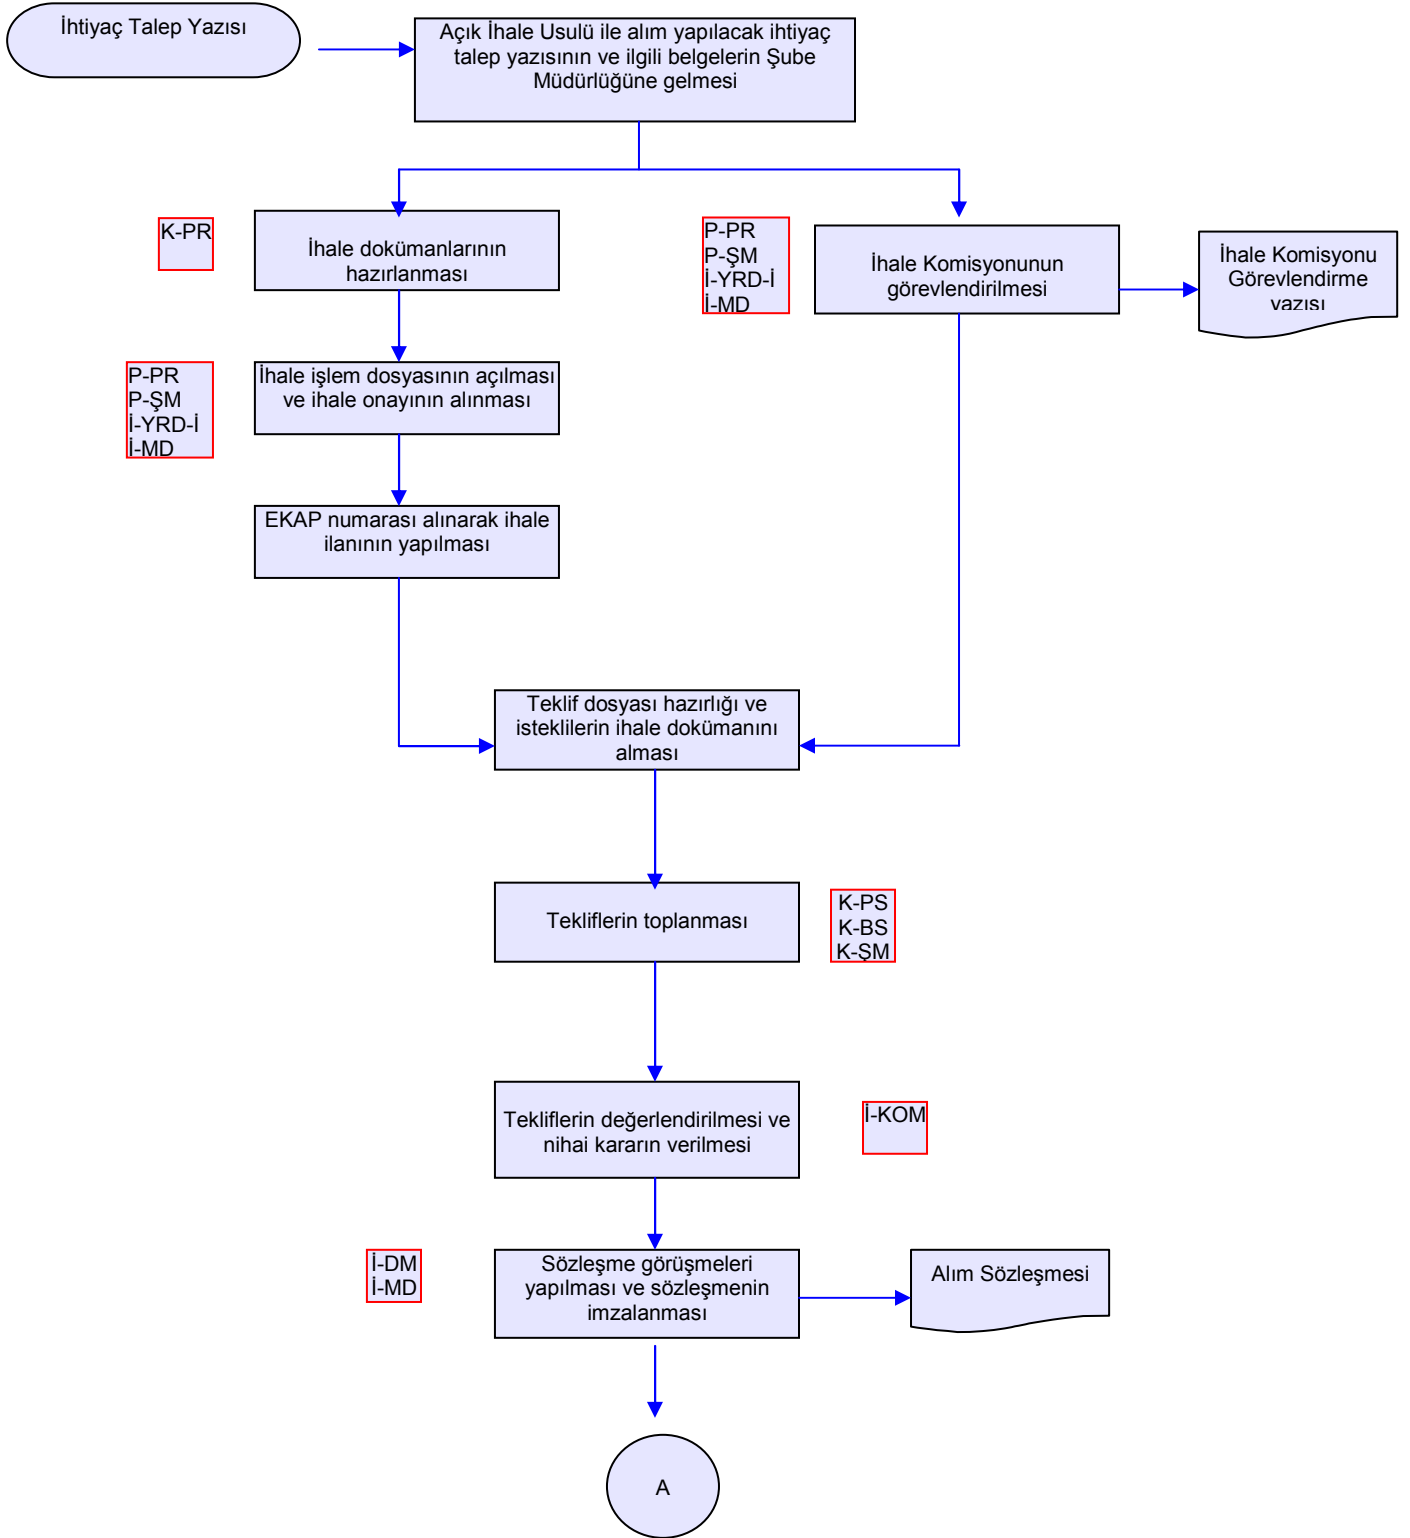 İhtiyaç Talep Yazısı
Açık İhale Usulü ile alım yapılacak ihtiyaç
talep yazısının ve ilgili belgelerin Şube
Müdürlüğüne gelmesi
K-PR
İhale dokümanlarının
hazırlanması
P-PR
P-ŞM
İ-YRD-İ
İ-MD
İhale Komisyonunun
görevlendirilmesi
İhale Komisyonu
Görevlendirme
yazısı
P-PR
P-ŞM
İ-YRD-İ
İ-MD
İhale işlem dosyasının açılması
ve ihale onayının alınması
EKAP numarası alınarak ihale
ilanının yapılması
Teklif dosyası hazırlığı ve
isteklilerin ihale dokümanını
alması
Tekliflerin toplanması
K-PS
K-BS
K-ŞM
Tekliflerin değerlendirilmesi ve
nihai kararın verilmesi
İ-KOM
İ-DM
İ-MD
Sözleşme görüşmeleri
yapılması ve sözleşmenin
imzalanması
Alım Sözleşmesi
A